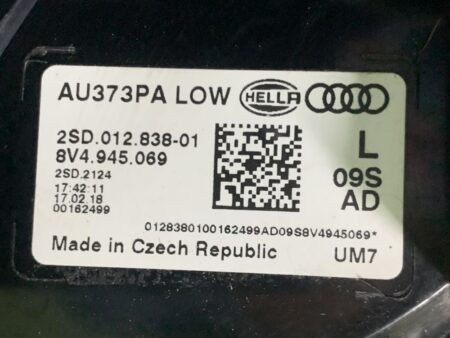 AU373PA LOW HELLA
2SD.012.838-01
8V4.945.069
2SD.2124
17:42:11
17.02.18
00162499
L
09S
AD
0128380100162499AD09S8V4945069*
Made in Czech Republic
UM7